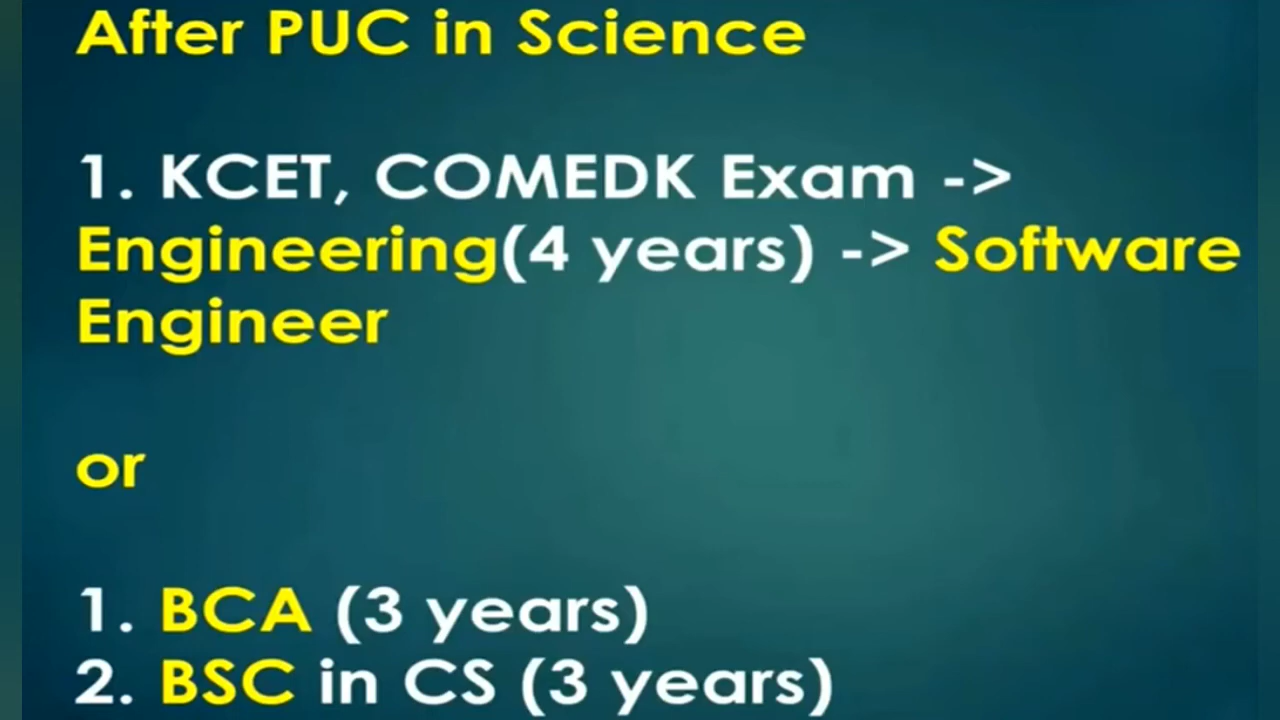 After PUC in Science
1. KCET, COMEDK Exam ->
Engineering(4 years) -> Software
Engineer
or
1. BCA (3 years)
2. BSC in CS (3 years)